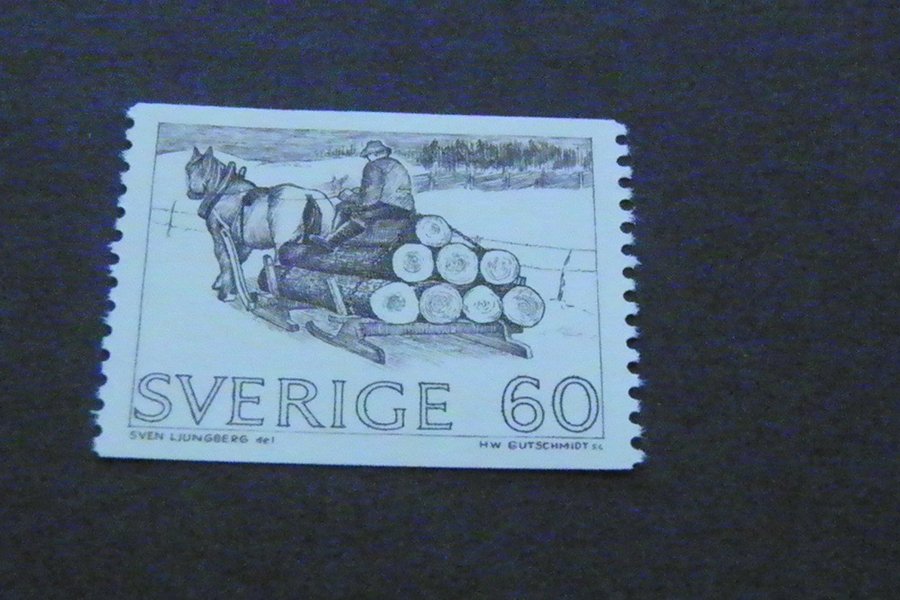 SVERIGE 60
SVEN LJUNGBERG del HW GUTSCHMIDT sc